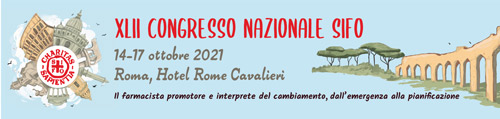 CHARITAS
SAPIENTIA
XLII CONGRESSO NAZIONALE SIFO
14-17 ottobre 2021
Roma, Hotel Rome Cavalieri
Il farmacista promotore e interprete del cambiamento, dall'emergenza alla pianificazione